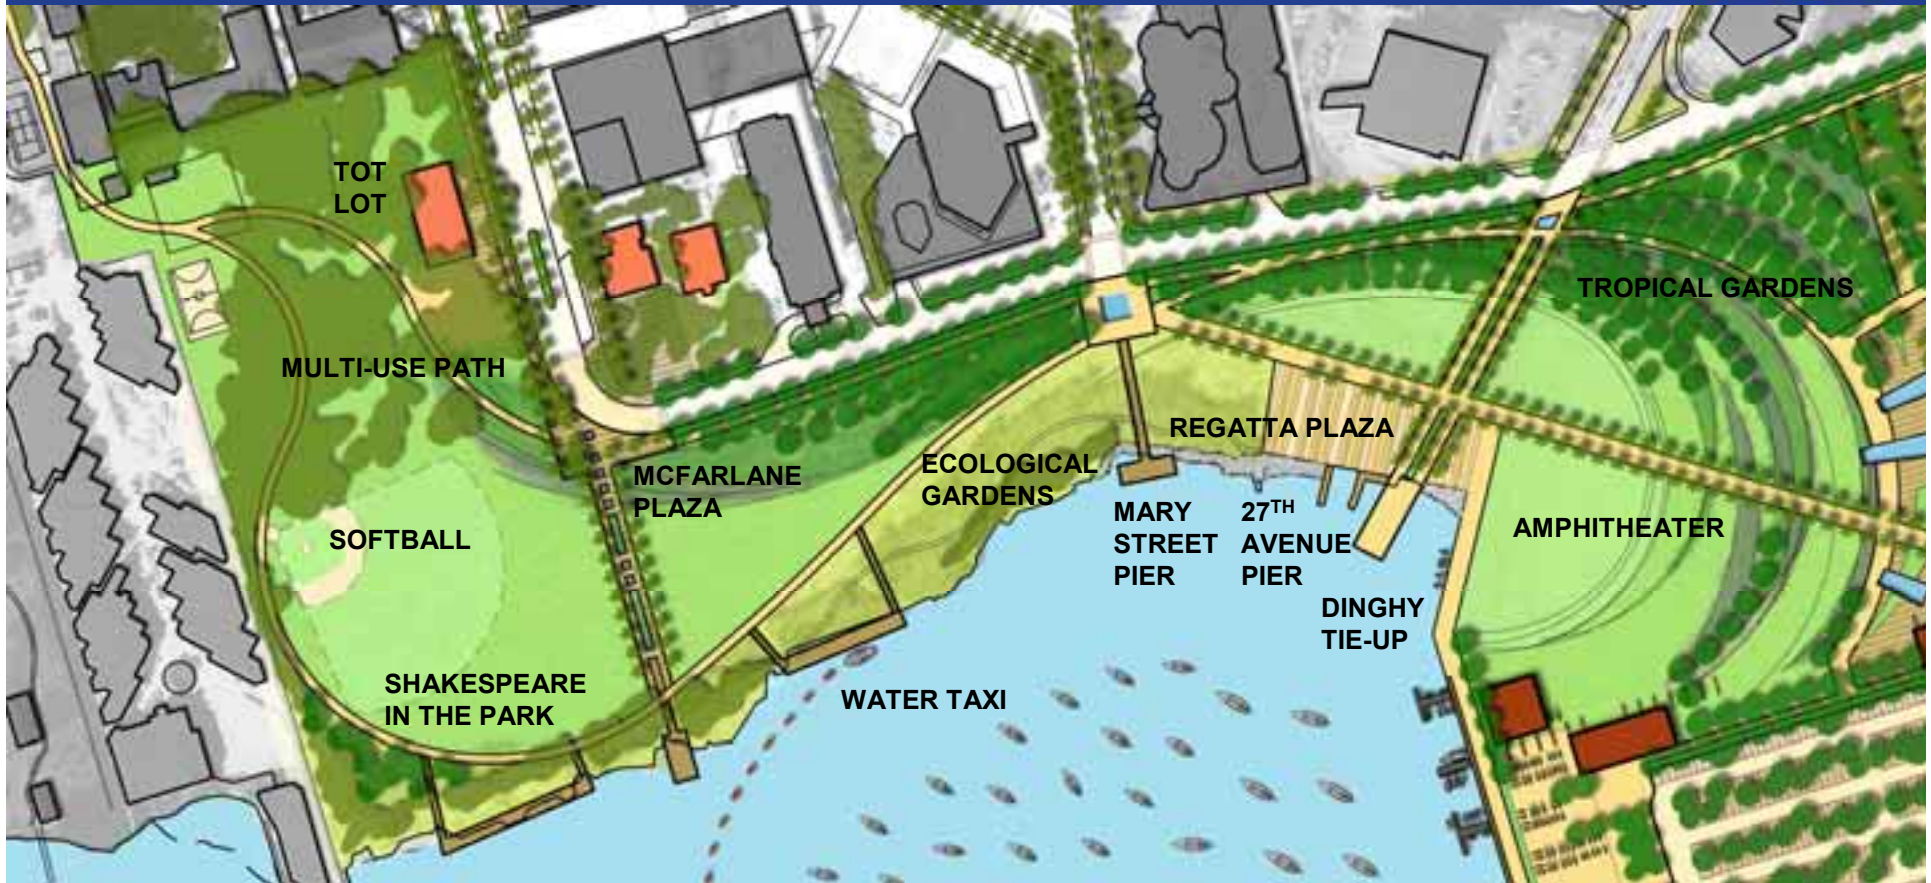 TOT
LOT
TROPICAL GARDENS
MULTI-USE PATH
REGATTA PLAZA
MCFARLANE
PLAZA
ECOLOGICAL
GARDENS
SOFTBALL
MARY
STREET
PIER
27TH
AVENUE
PIER
AMPHITHEATER
DINGHY
TIE-UP
SHAKESPEARE
IN THE PARK
WATER TAXI